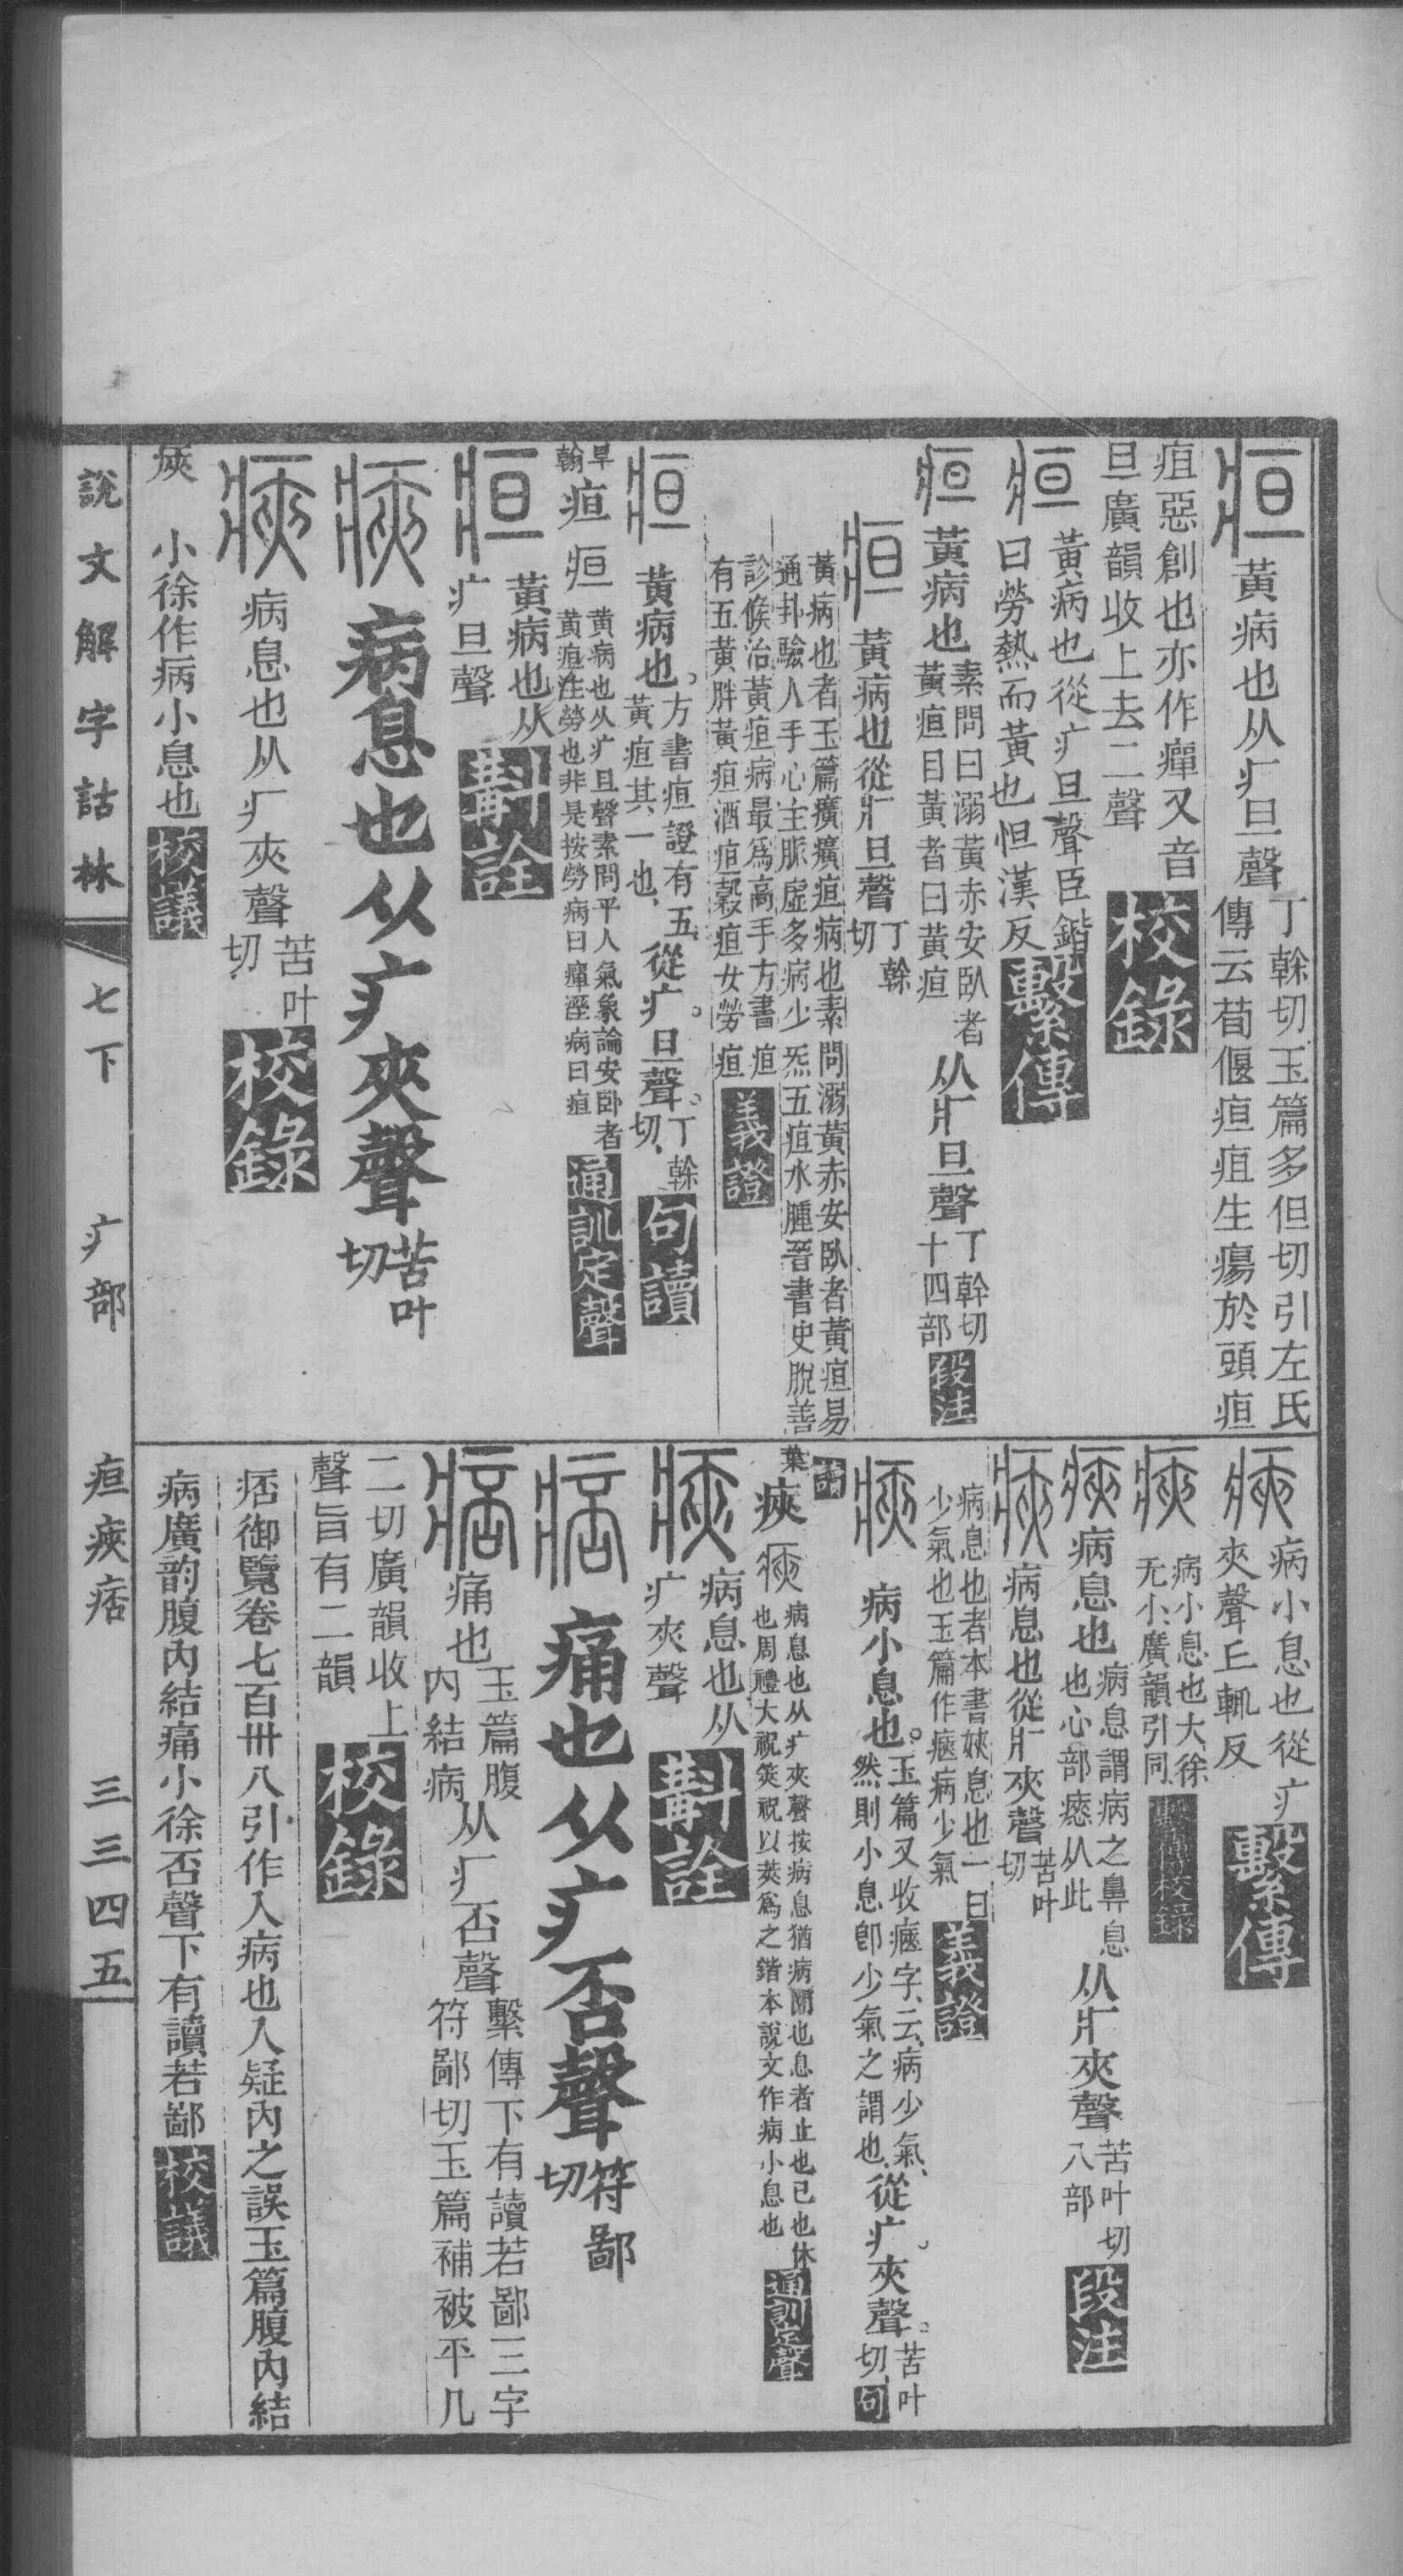 疸 黃病也从疒旦聲丁榦切玉篇多但切引左氏
傳云荀偃疸疽生瘍於頭疸
疽惡創也亦作癉又音
旦廣韻收上去二聲校錄
疸 黃病也從疒旦聲臣鍇
曰勞熱而黃也怛漢反繫傳
疸 黃病也素問曰溺黃赤安臥者
黃疸目黃者曰黃疸从疒旦聲丁幹切
十四部段注
疸 黃病也從疒旦聲丁榦
切
黃病也者玉篇癀癀疸病也素問溺黃赤安臥者黃疸易
通卦驗人手心主脈虛多病少炁五疸水腫晉書史脫善
診候治黃疸病最爲高手方書疸
有五黃胖黃疸酒疸穀疸女勞疸義證
疸 黃病也。方書疸證有五、
黃疸其一也、從疒。旦聲。丁榦
切、句讀
旱
翰疸 疸 黃病也从疒旦聲素問平人氣象論安卧者
黃疸注勞也非是按勞病曰癉溼病曰疸通訓定聲
疸 黃病也从
疒旦聲斠詮
瘱 病息也从疒夾聲苦叶
切
病息也从疒夾聲苦叶
切校錄
㾜 小徐作病小息也校議
病小息也從疒
夾聲丘輒反繫傳
病小息也大徐
无小、廣韻引同、繫傳校錄
病息也病息謂病之鼻息
也心部瘱从此从疒夾聲苦叶切
八部段注
病息也從疒夾聲苦叶
切
病息也者本書㛍息也一曰
少氣也玉篇作瘱病少氣義證
病小息也。玉篇又收瘱字、云、病少氣、
然則小息卽少氣之謂也、從疒。夾聲。苦叶
切、句
讀
葉㾜 病息也从疒夾聲按病息猶病閒也息者止也已也休
也周禮大祝筴祝以莢爲之鍇本說文作病小息也通訓定聲
病息也从
疒夾聲斠詮
痛也从疒否聲符鄙
切
痛也玉篇腹
内結病从疒否聲繫傳下有讀若鄙三字
符鄙切玉篇補被平几
二切廣韻收上
聲旨有二韻校錄
痞御覽卷七百卅八引作入病也入疑內之誤玉篇腹內結
病廣韵腹內結痛小徐否聲下有讀若鄙校議
說文解字詁林 七下 疒部 疸㾜痞 三三四五